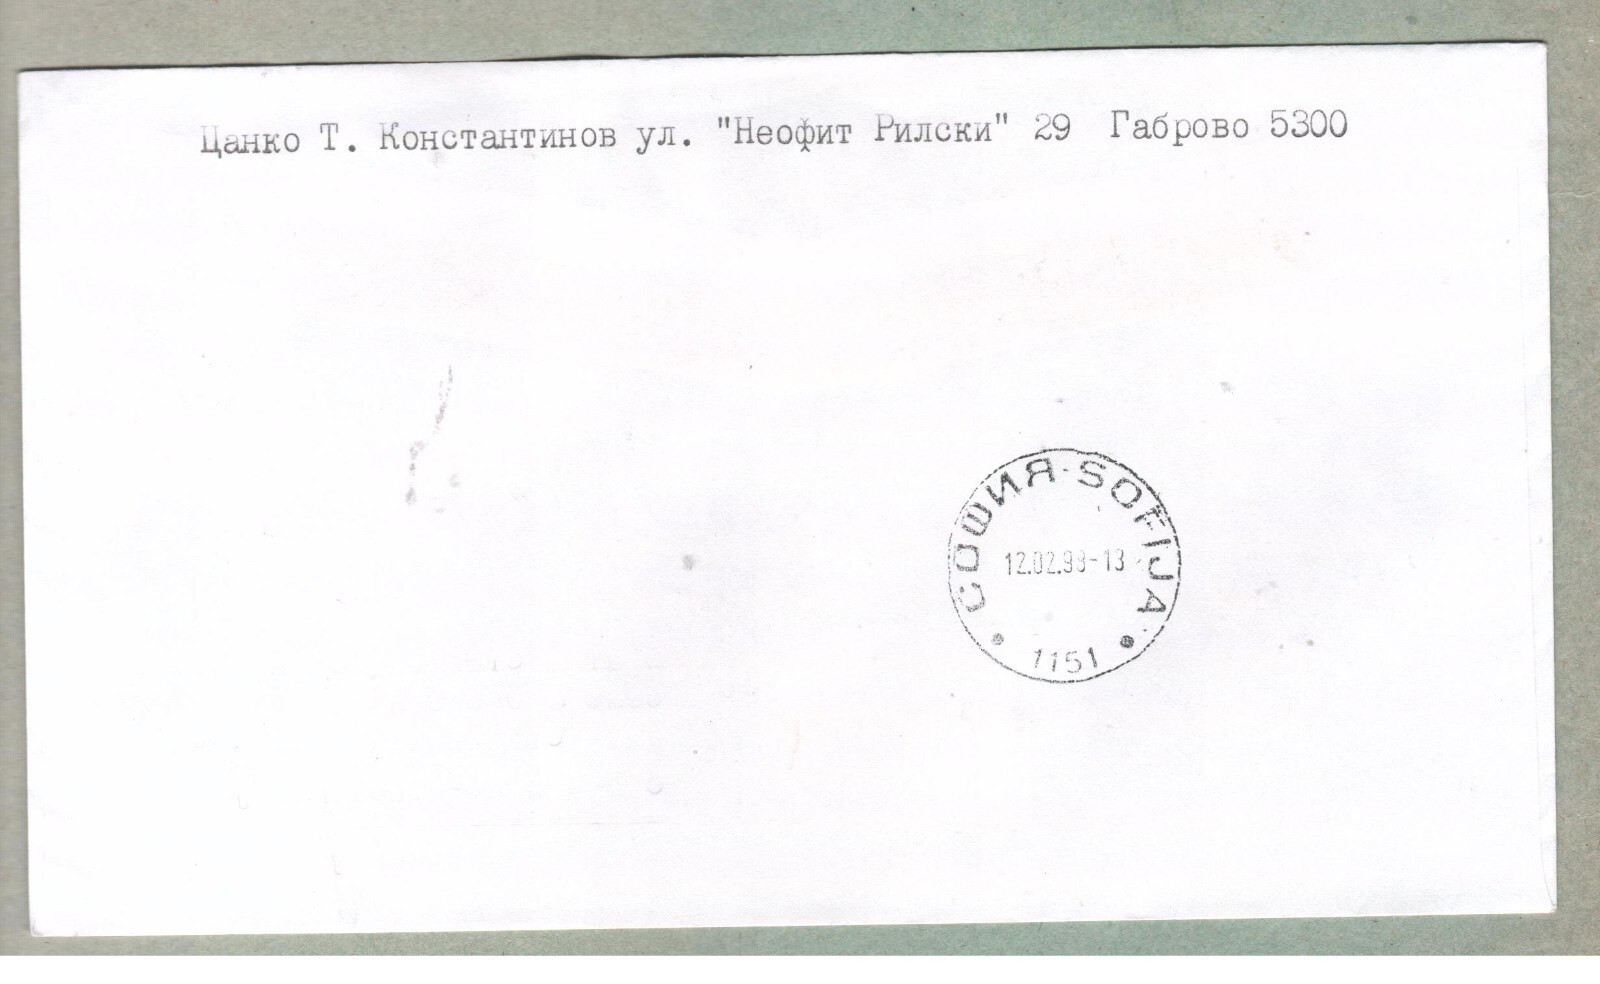 Цанко Т. Константинов ул. "Неофит Рилски" 29 Габрово 5300
СОФИЯ · SOFIJA
12.02.98-13
1151